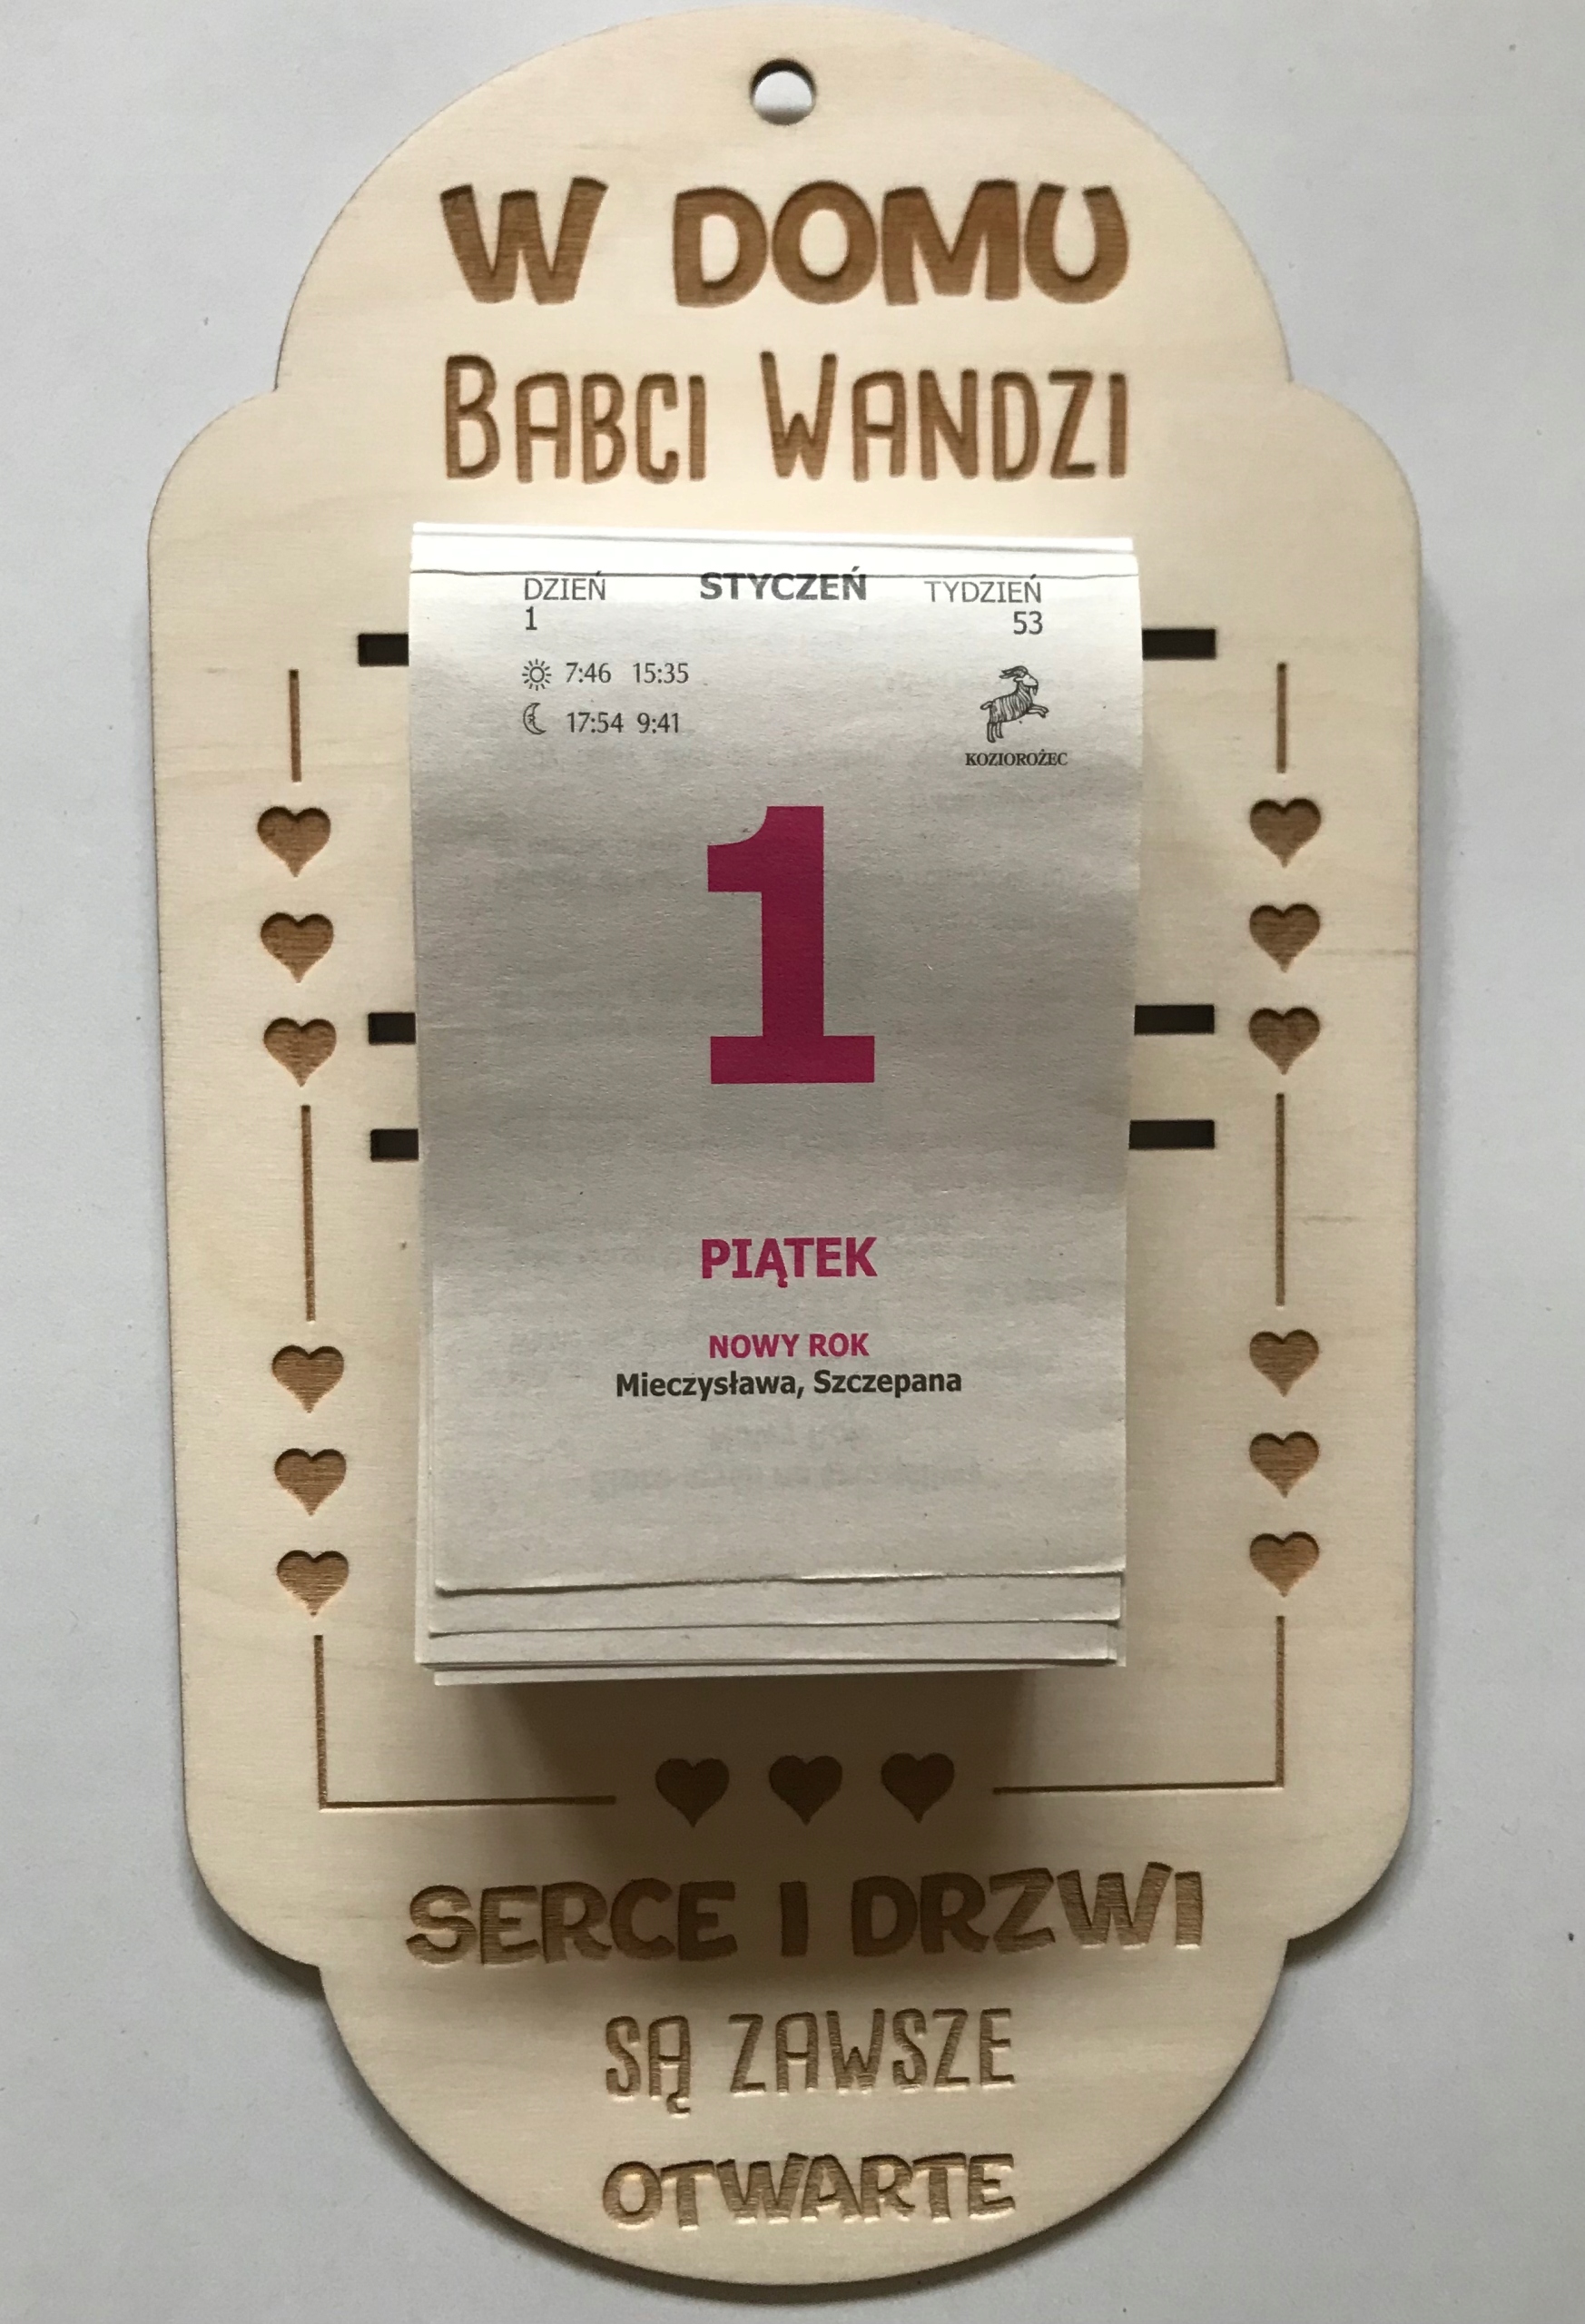 W DOMU
BABCI WANDZI
DZIEŃ STYCZEŃ TYDZIEŃ
1 53
7:46 15:35
17:54 9:41
KOZIOROŻEC
1
PIĄTEK
NOWY ROK
Mieczysława, Szczepana
SERCE I DRZWI
SĄ ZAWSZE
OTWARTE